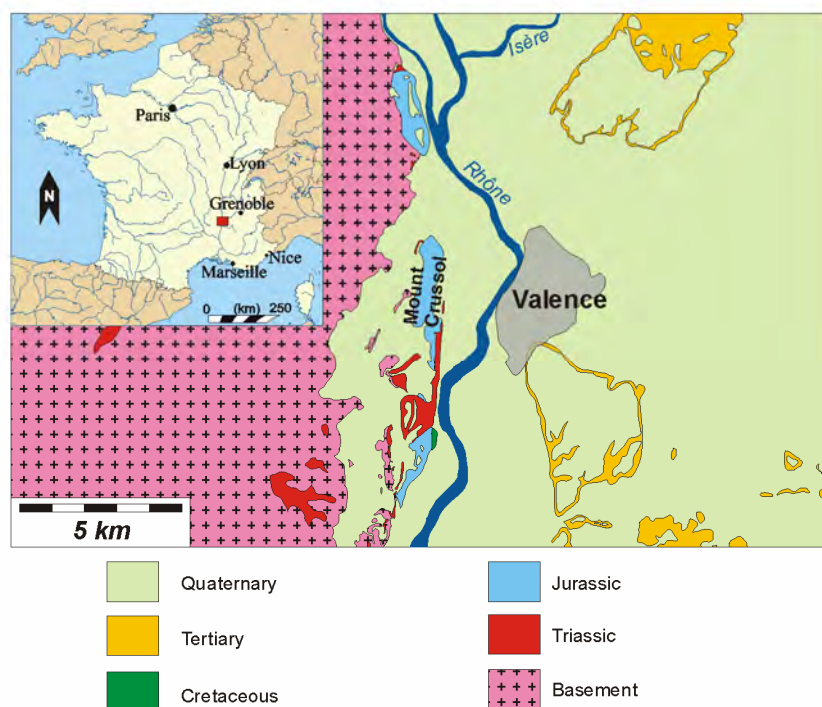 Paris
Lyon
Grenoble
Nice
Marseille
N
0 (km) 250
Isère
Rhône
Mount
Crussol
Valence
5 km
Quaternary
Tertiary
Cretaceous
Jurassic
Triassic
Basement